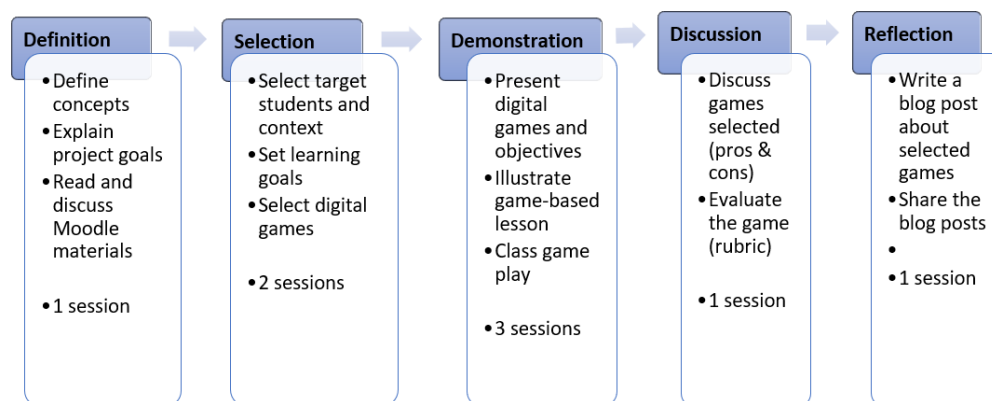 Definition
• Define
concepts
• Explain
project goals
• Read and
discuss
Moodle
materials
• 1 session
Selection
• Select target
students and
context
• Set learning
goals
• Select digital
games
• 2 sessions
Demonstration
• Present
digital
games and
objectives
• Illustrate
game-based
lesson
• Class game
play
• 3 sessions
Discussion
• Discuss
games
selected
(pros &
cons)
• Evaluate
the game
(rubric)
• 1 session
Reflection
• Write a
blog post
about
selected
games
• Share the
blog posts
•
• 1 session